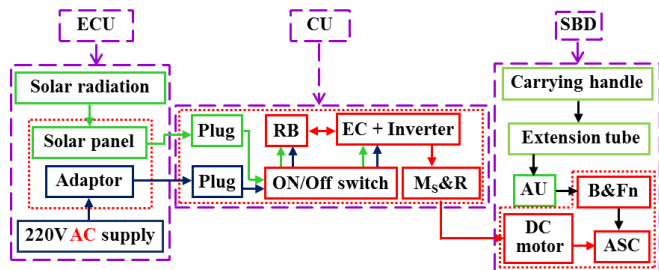 ECU
CU
SBD
Solar radiation
Solar panel
Adaptor
220V AC supply
Plug
Plug
RB
EC + Inverter
ON/Off switch
MS&R
Carrying handle
Extension tube
AU
B&Fn
DC
motor
ASC